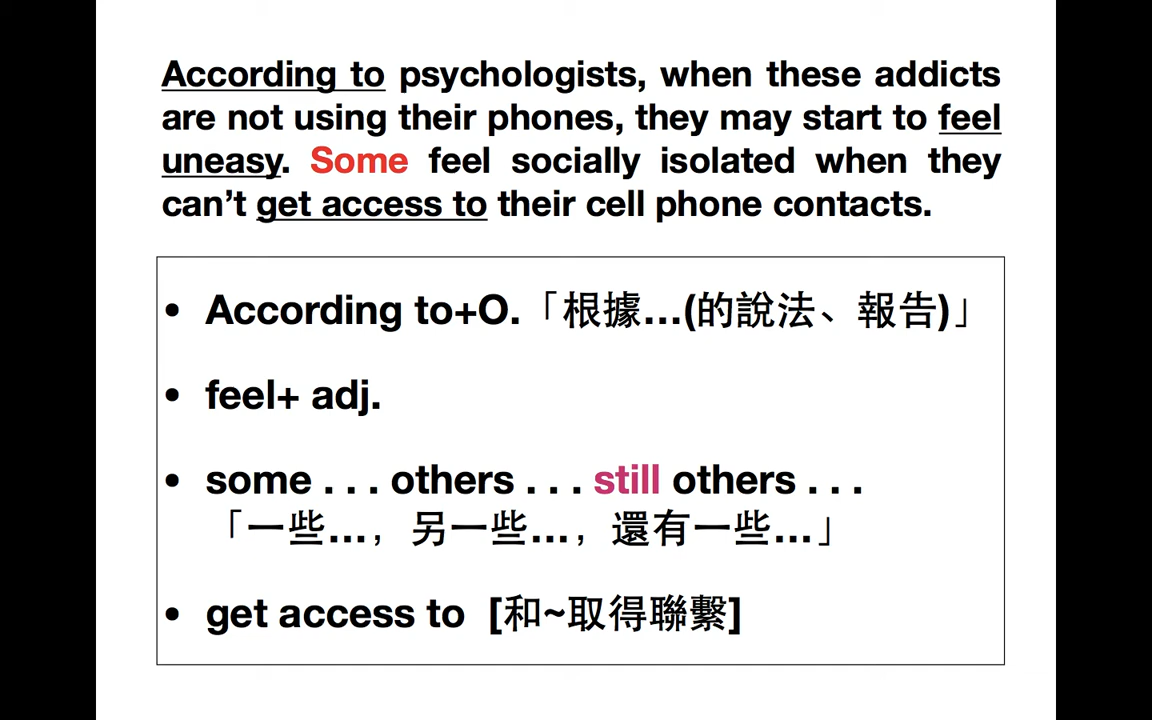 According to psychologists, when these addicts
are not using their phones, they may start to feel
uneasy. Some feel socially isolated when they
can’t get access to their cell phone contacts.
• According to+O.「根據...(的說法、報告)」
• feel+ adj.
• some . . . others . . . still others . . .
「一些...，另一些...，還有一些...」
• get access to [和~取得聯繫]